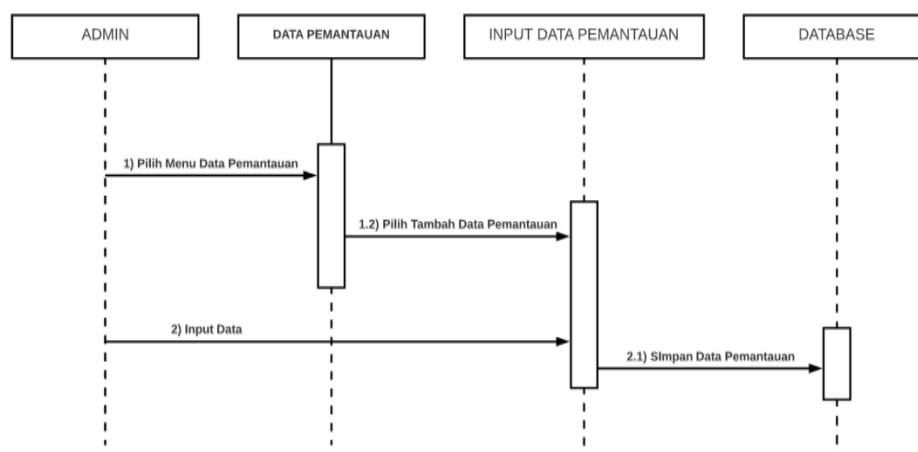 ADMIN
DATA PEMANTAUAN
INPUT DATA PEMANTAUAN
DATABASE
1) Pilih Menu Data Pemantauan
1.2) Pilih Tambah Data Pemantauan
2) Input Data
2.1) SImpan Data Pemantauan